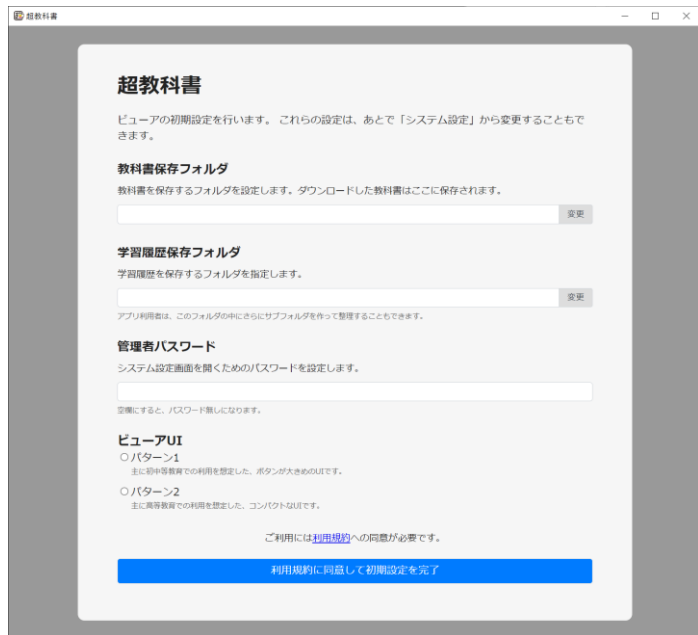 超教科書
超教科書
ビューアの初期設定を行います。 これらの設定は、あとで「システム設定」から変更することもで
きます。
教科書保存フォルダ
教科書を保存するフォルダを設定します。ダウンロードした教科書はここに保存されます。
変更
学習履歴保存フォルダ
学習履歴を保存するフォルダを指定します。
変更
アプリ利用者は、このフォルダの中にさらにサブフォルダを作って整理することもできます。
管理者パスワード
システム設定画面を開くためのパスワードを設定します。
空欄にすると、パスワード無しになります。
ビューアUI
パターン1
主に初中等教育での利用を想定した、ボタンが大きめのUIです。
パターン2
主に高等教育での利用を想定した、コンパクトなUIです。
ご利用には利用規約への同意が必要です。
利用規約に同意して初期設定を完了